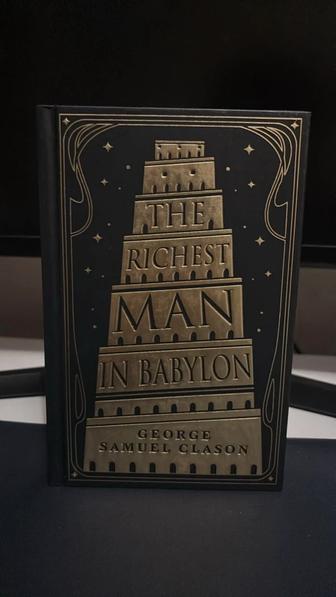 THE
RICHEST
MAN
IN BABYLON
GEORGE
SAMUEL CLASON